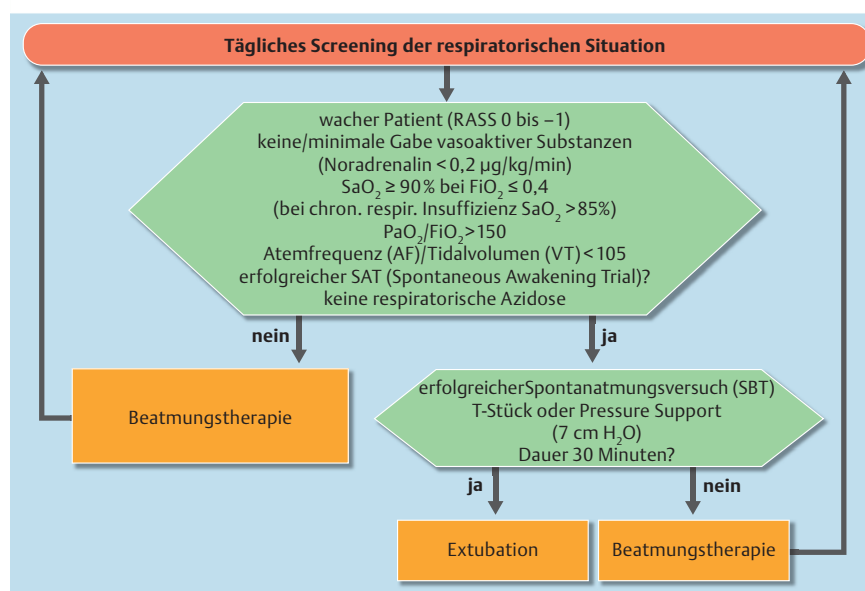 Tägliches Screening der respiratorischen Situation
wacher Patient (RASS 0 bis –1)
keine/minimale Gabe vasoaktiver Substanzen
(Noradrenalin < 0,2 µg/kg/min)
SaO₂ ≥ 90 % bei FiO₂ ≤ 0,4
(bei chron. respir. Insuffizienz SaO₂ >85%)
PaO₂/FiO₂>150
Atemfrequenz (AF)/Tidalvolumen (VT) < 105
erfolgreicher SAT (Spontaneous Awakening Trial)?
keine respiratorische Azidose
nein
ja
Beatmungstherapie
erfolgreicherSpontanatmungsversuch (SBT)
T-Stück oder Pressure Support
(7 cm H₂O)
Dauer 30 Minuten?
ja
nein
Extubation
Beatmungstherapie